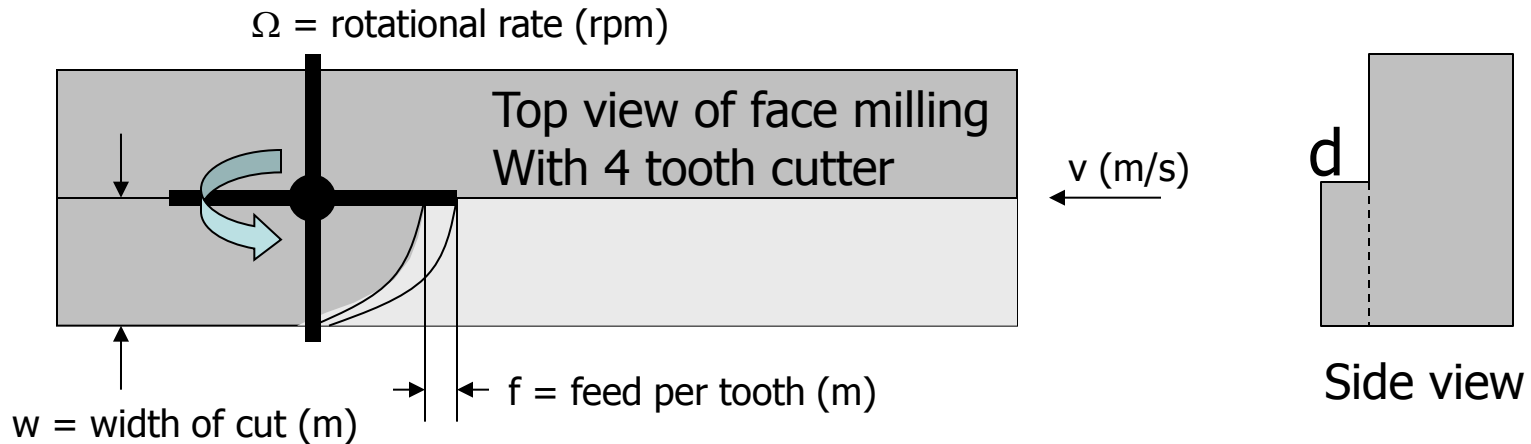 Ω = rotational rate (rpm)
Top view of face milling
With 4 tooth cutter
v (m/s)
d
f = feed per tooth (m)
w = width of cut (m)
Side view